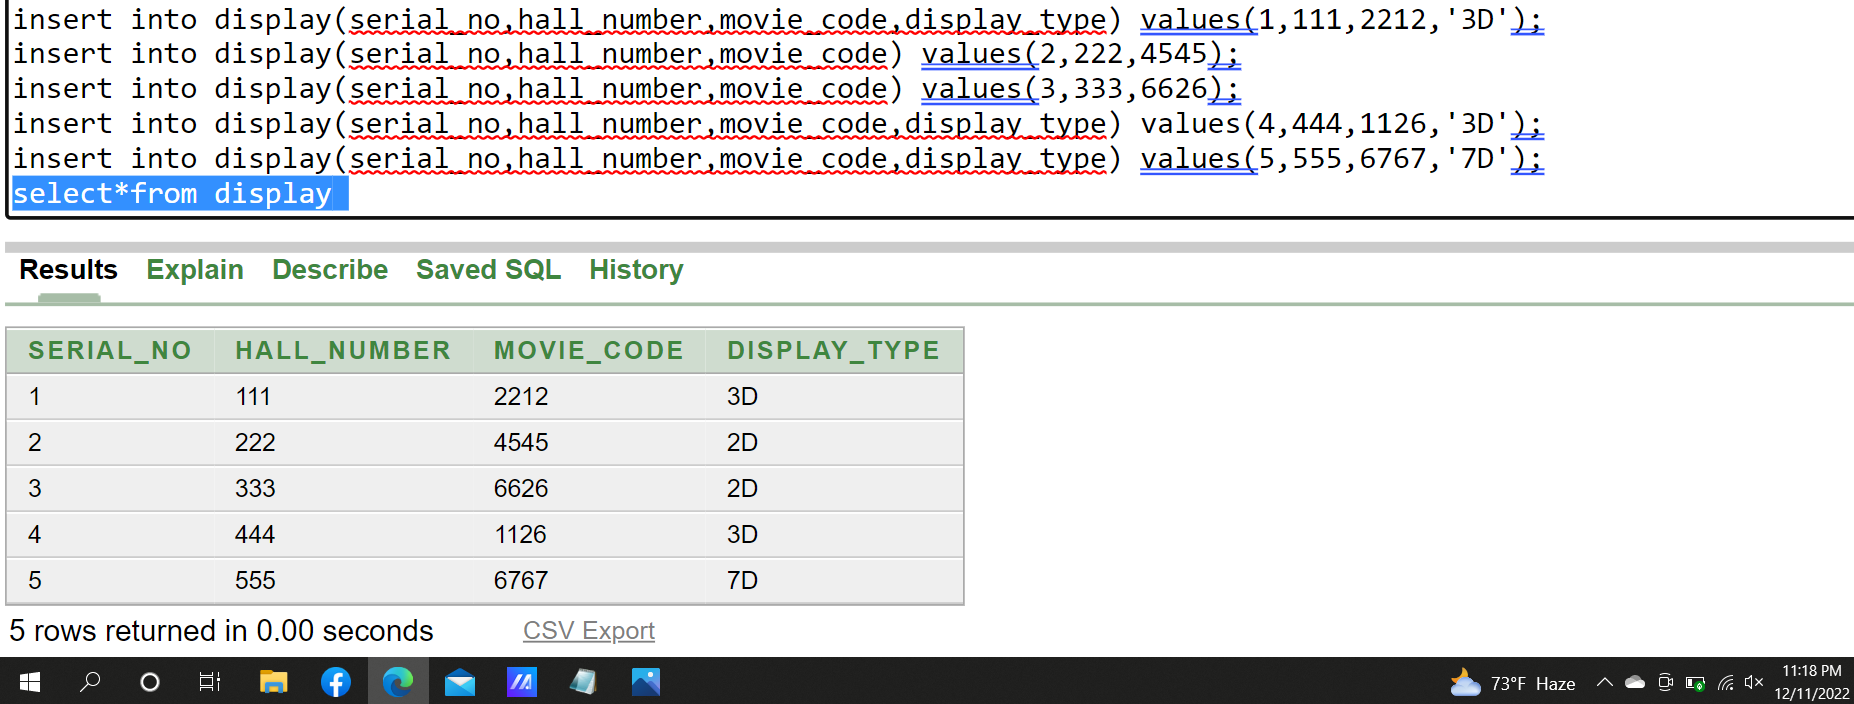 insert into display(serial_no,hall_number,movie_code,display_type) values(1,111,2212,'3D');
insert into display(serial_no,hall_number,movie_code) values(2,222,4545);
insert into display(serial_no,hall_number,movie_code) values(3,333,6626);
insert into display(serial_no,hall_number,movie_code,display_type) values(4,444,1126,'3D');
insert into display(serial_no,hall_number,movie_code,display_type) values(5,555,6767,'7D');
select*from display
Results Explain Describe Saved SQL History
SERIAL_NO HALL_NUMBER MOVIE_CODE DISPLAY_TYPE
1 111 2212 3D
2 222 4545 2D
3 333 6626 2D
4 444 1126 3D
5 555 6767 7D
5 rows returned in 0.00 seconds CSV Export
73°F Haze 11:18 PM
12/11/2022